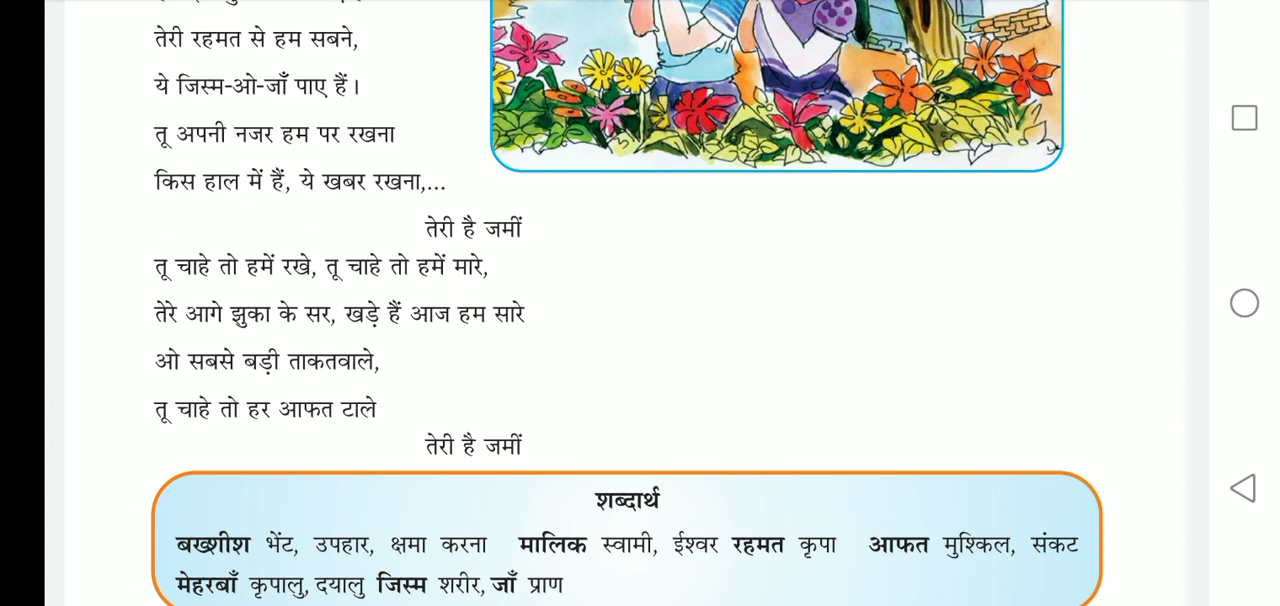 तेरी रहमत से हम सबने,
ये जिस्म-ओ-जाँ पाए हैं।
तू अपनी नजर हम पर रखना
किस हाल में हैं, ये खबर रखना,...
तेरी है जमीं
तू चाहे तो हमें रखे, तू चाहे तो हमें मारे,
तेरे आगे झुका के सर, खड़े हैं आज हम सारे
ओ सबसे बड़ी ताकतवाले,
तू चाहे तो हर आफत टाले
तेरी है जमीं
शब्दार्थ
बख्शीश भेंट, उपहार, क्षमा करना मालिक स्वामी, ईश्वर रहमत कृपा आफत मुश्किल, संकट
मेहरबाँ कृपालु, दयालु जिस्म शरीर, जाँ प्राण